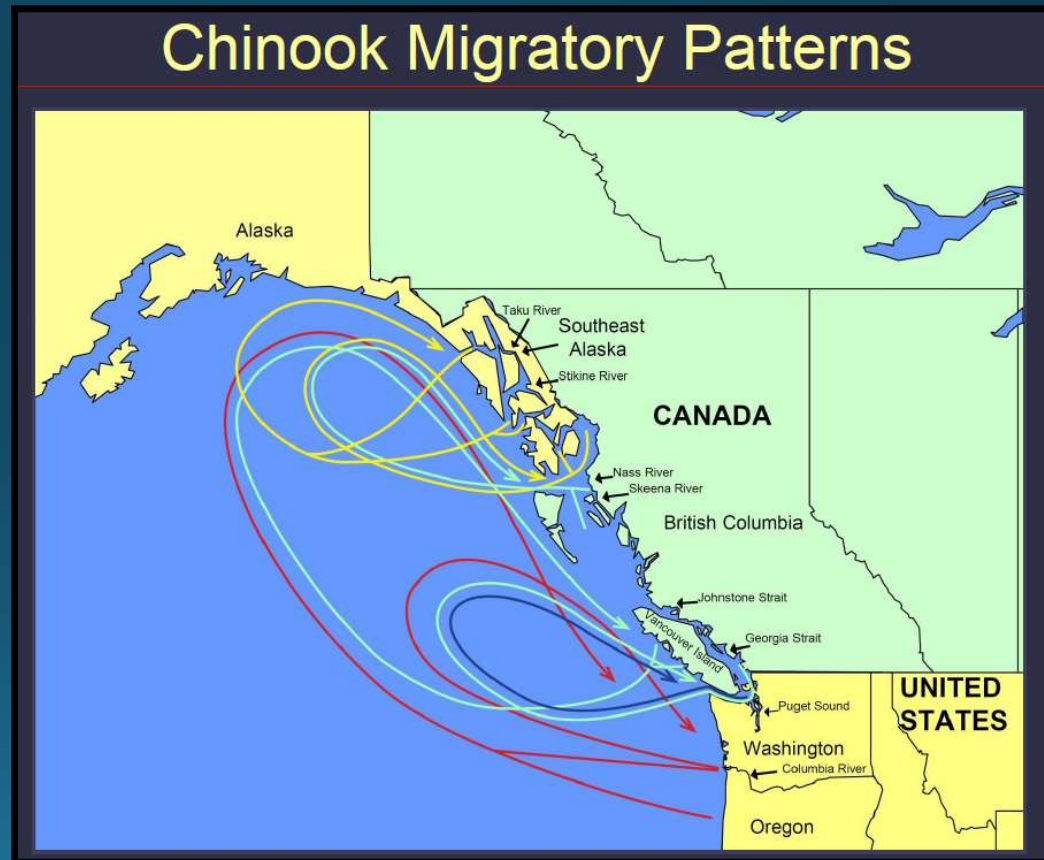 Chinook Migratory Patterns
Alaska
Taku River
Southeast
Alaska
Stikine River
CANADA
Nass River
Skeena River
British Columbia
Johnstone Strait
Vancouver Island
Georgia Strait
UNITED
STATES
Puget Sound
Washington
Columbia River
Oregon